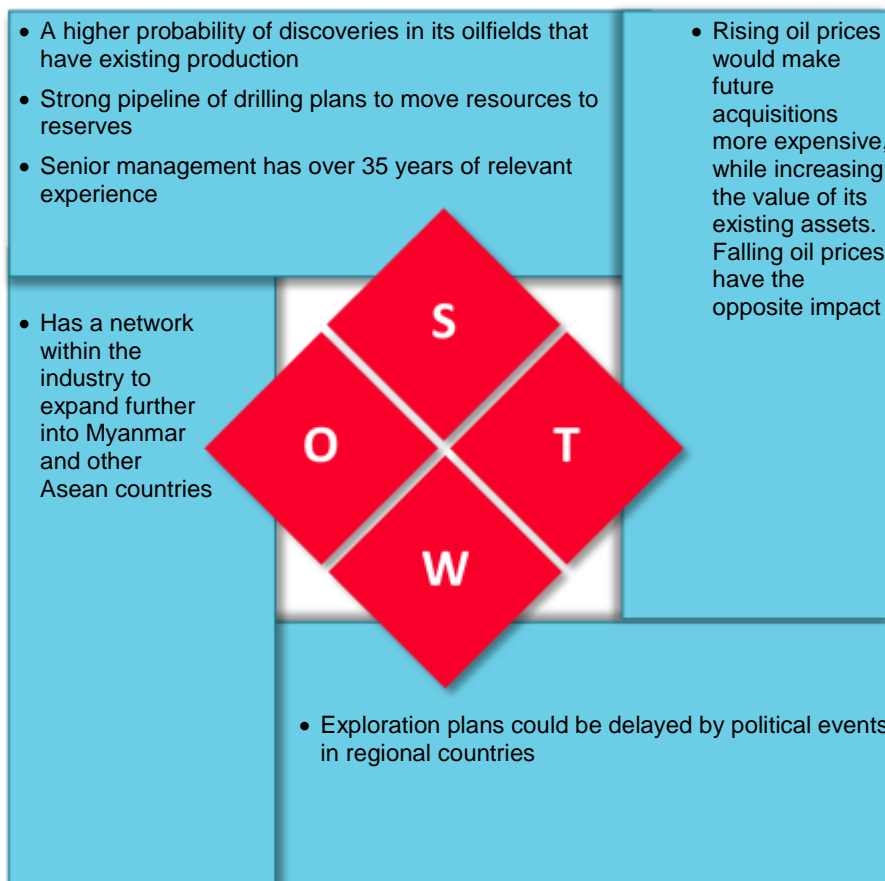 • A higher probability of discoveries in its oilfields that
have existing production
• Strong pipeline of drilling plans to move resources to
reserves
• Senior management has over 35 years of relevant
experience
• Rising oil prices
would make
future
acquisitions
more expensive,
while increasing
the value of its
existing assets.
Falling oil prices
have the
opposite impact
• Has a network
within the
industry to
expand further
into Myanmar
and other
Asean countries
S
O
T
W
• Exploration plans could be delayed by political events
in regional countries